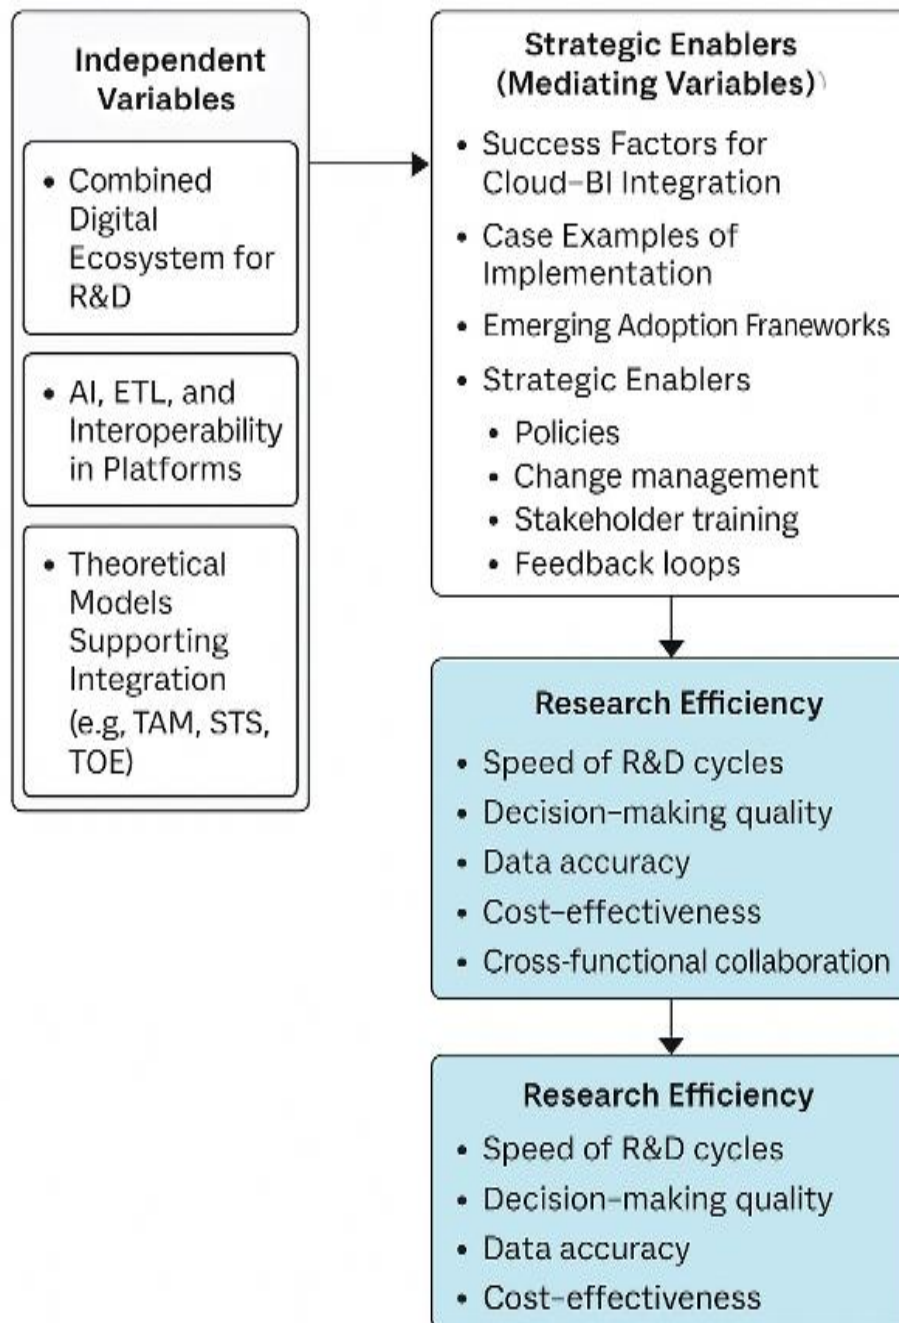 Independent
Variables
• Combined
Digital
Ecosystem for
R&D
• AI, ETL, and
Interoperability
in Platforms
• Theoretical
Models
Supporting
Integration
(e.g, TAM, STS,
TOE)
Strategic Enablers
(Mediating Variables)
• Success Factors for
Cloud–BI Integration
• Case Examples of
Implementation
• Emerging Adoption Franeworks
• Strategic Enablers
• Policies
• Change management
• Stakeholder training
• Feedback loops
Research Efficiency
• Speed of R&D cycles
• Decision–making quality
• Data accuracy
• Cost–effectiveness
• Cross-functional collaboration
Research Efficiency
• Speed of R&D cycles
• Decision–making quality
• Data accuracy
• Cost–effectiveness